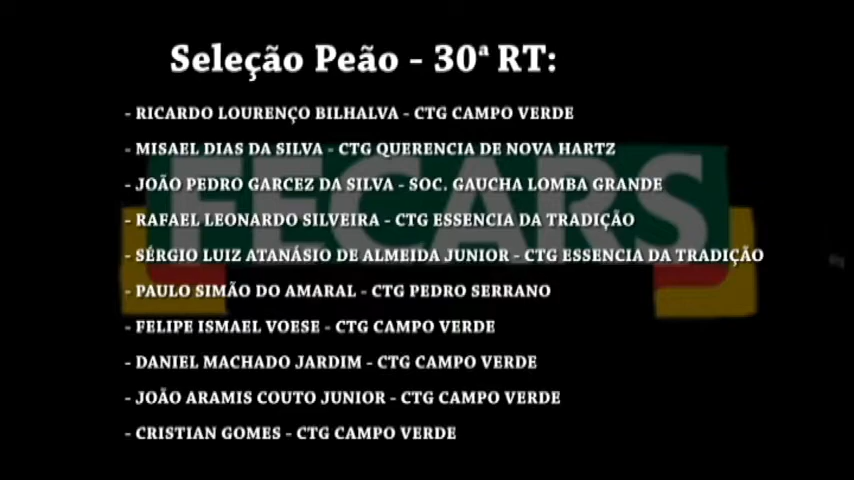 Seleção Peão - 30ª RT:
- RICARDO LOURENÇO BILHALVA - CTG CAMPO VERDE
- MISAEL DIAS DA SILVA - CTG QUERENCIA DE NOVA HARTZ
- JOÃO PEDRO GARCEZ DA SILVA - SOC. GAUCHA LOMBA GRANDE
- RAFAEL LEONARDO SILVEIRA - CTG ESSENCIA DA TRADIÇÃO
FECARS
- SÉRGIO LUIZ ATANÁSIO DE ALMEIDA JUNIOR - CTG ESSENCIA DA TRADIÇÃO
- PAULO SIMÃO DO AMARAL - CTG PEDRO SERRANO
- FELIPE ISMAEL VOESE - CTG CAMPO VERDE
- DANIEL MACHADO JARDIM - CTG CAMPO VERDE
- JOÃO ARAMIS COUTO JUNIOR - CTG CAMPO VERDE
- CRISTIAN GOMES - CTG CAMPO VERDE